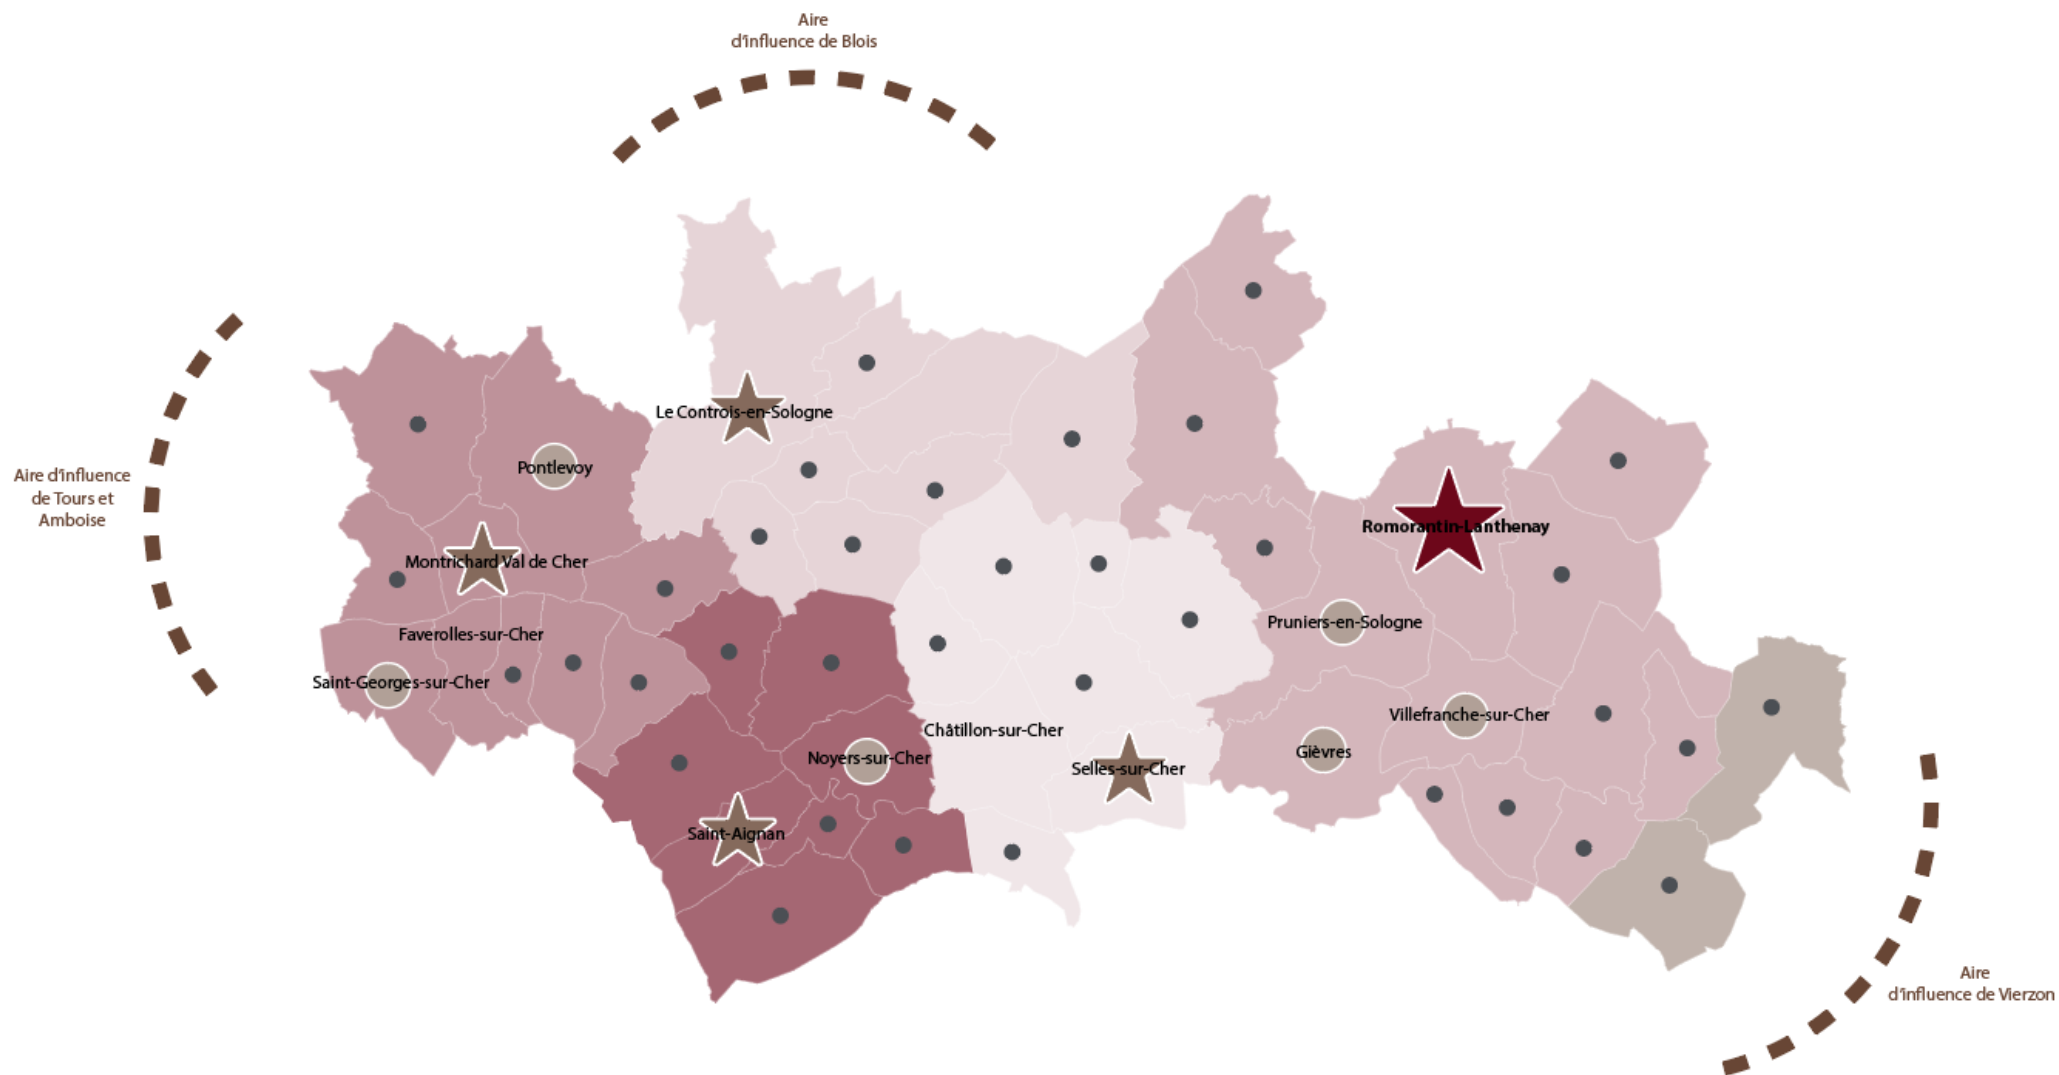 Aire
d'influence de Blois
Le Controis-en-Sologne
Pontlevoy
Aire d'influence
de Tours et
Amboise
Romorantin-Lanthenay
Montrichard Val de Cher
Pruniers-en-Sologne
Faverolles-sur-Cher
Saint-Georges-sur-Cher
Villefranche-sur-Cher
Châtillon-sur-Cher
Gièvres
Noyers-sur-Cher
Selles-sur-Cher
Saint-Aignan
Aire
d'influence de Vierzon